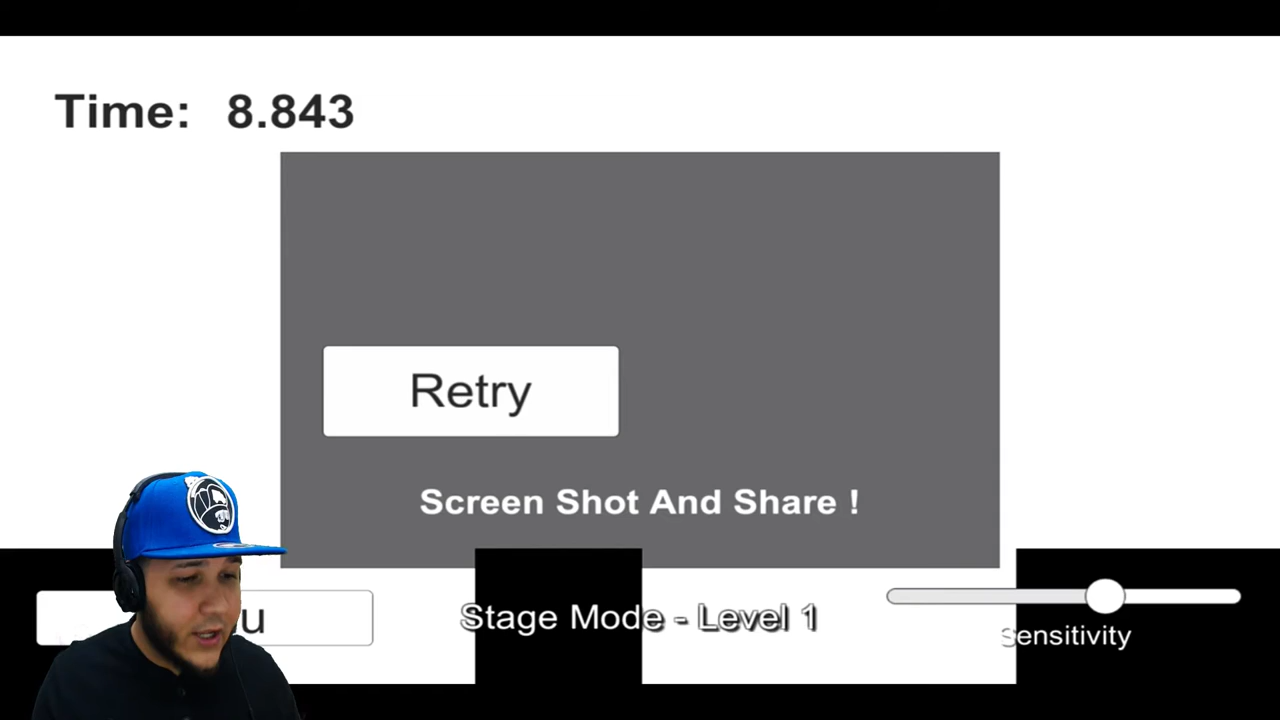 Time: 8.843
Retry
Screen Shot And Share !
Stage Mode - Level 1
Sensitivity